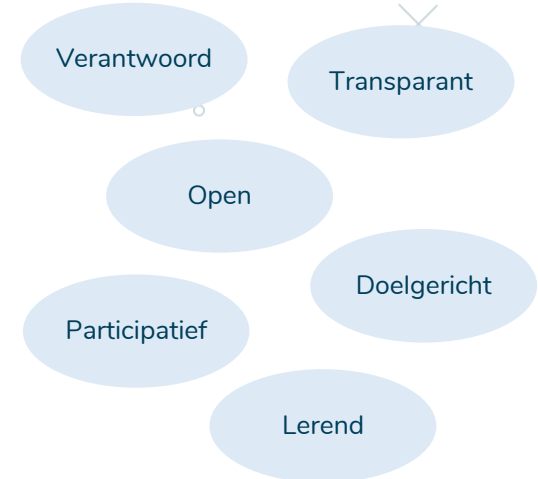 Verantwoord
Transparant
Open
Doelgericht
Participatief
Lerend